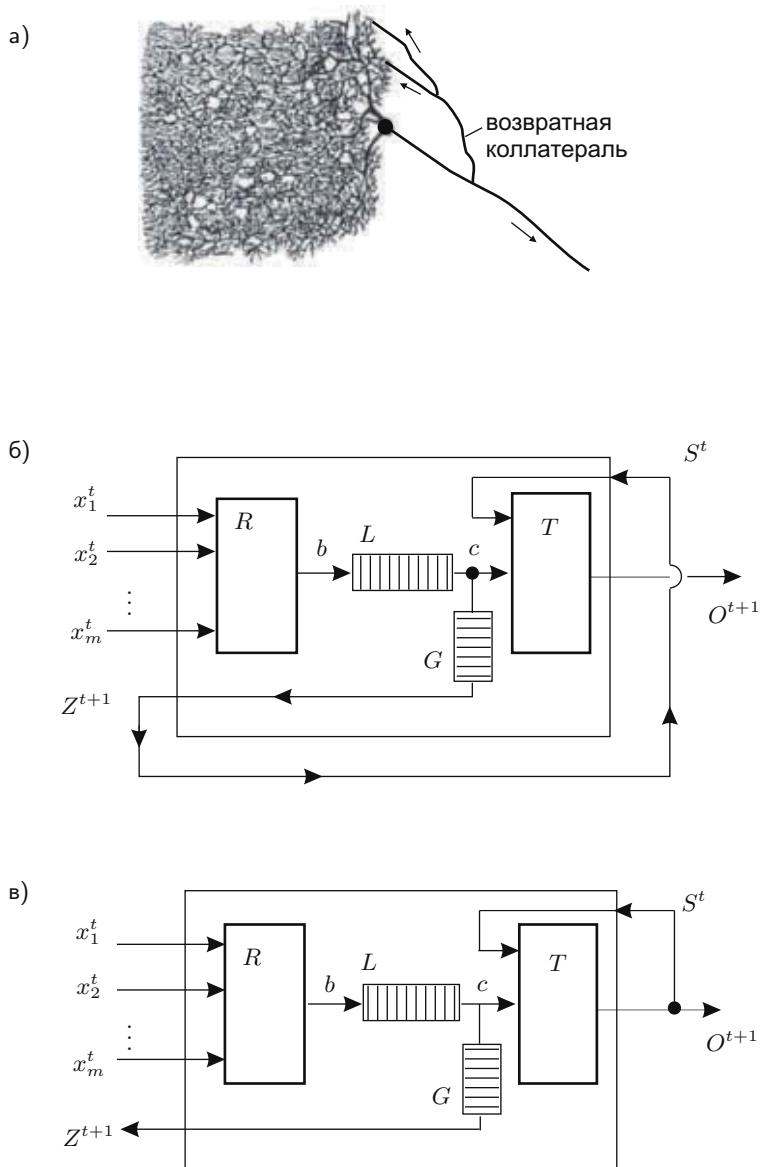 а)
возвратная
коллатераль
б)
S^t
x_1^t
R
L
T
b
c
x_2^t
⋮
O^{t+1}
x_m^t
G
Z^{t+1}
в)
S^t
x_1^t
R
L
T
b
c
x_2^t
⋮
O^{t+1}
x_m^t
G
Z^{t+1}